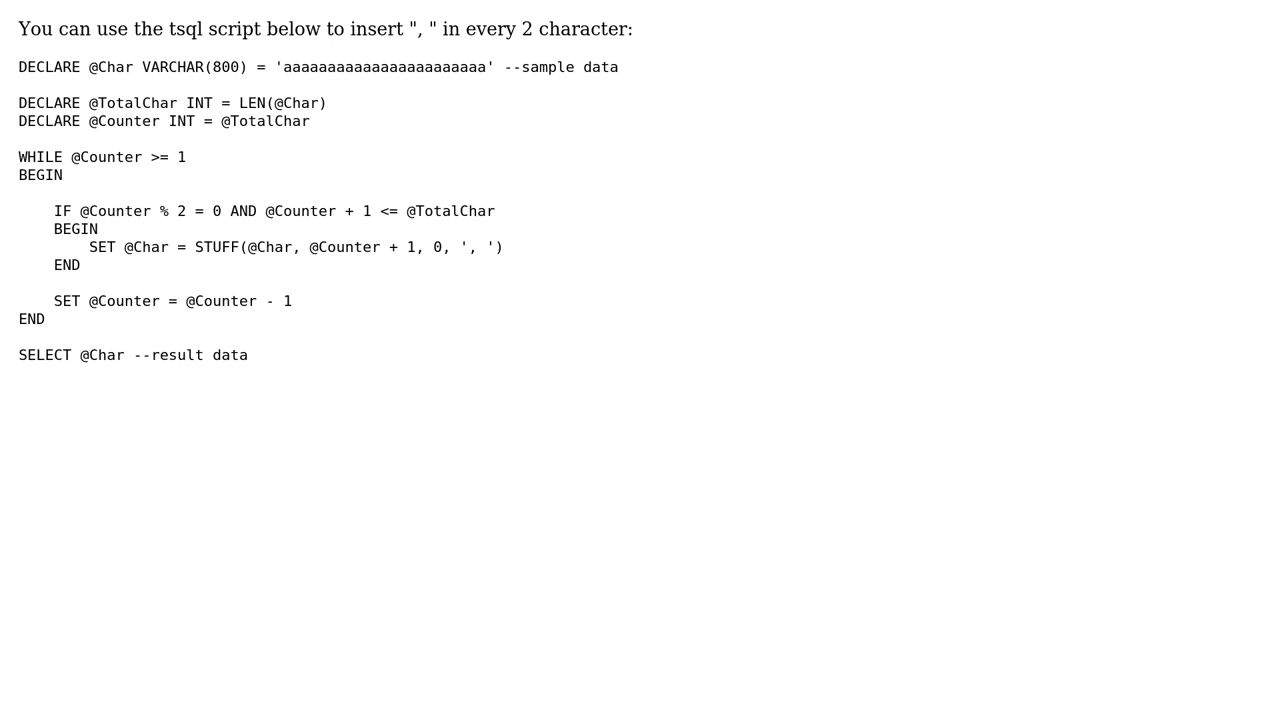 You can use the tsql script below to insert ", " in every 2 character:
DECLARE @Char VARCHAR(800) = 'aaaaaaaaaaaaaaaaaaaaaaa' --sample data
DECLARE @TotalChar INT = LEN(@Char)
DECLARE @Counter INT = @TotalChar
WHILE @Counter >= 1
BEGIN
    IF @Counter % 2 = 0 AND @Counter + 1 <= @TotalChar
    BEGIN
        SET @Char = STUFF(@Char, @Counter + 1, 0, ', ')
    END
    SET @Counter = @Counter - 1
END
SELECT @Char --result data